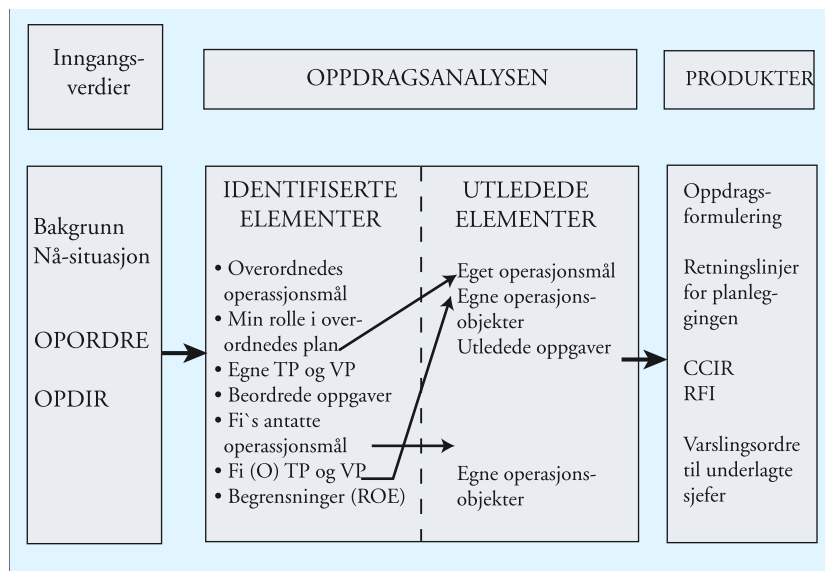 Inngangs-
verdier
OPPDRAGSANALYSEN
PRODUKTER
Bakgrunn
Nå-situasjon
OPORDRE
OPDIR
IDENTIFISERTE
ELEMENTER
• Overordnedes
operassjonsmål
• Min rolle i over-
ordnedes plan
• Egne TP og VP
• Beordrede oppgaver
• Fi`s antatte
operassjonsmål
• Fi (O) TP og VP
• Begrensninger (ROE)
UTLEDEDE
ELEMENTER
Eget operasjonsmål
Egne operasjons-
objekter
Utledede oppgaver
Egne operasjons-
objekter
Oppdrags-
formulering
Retningslinjer
for planleg-
gingen
CCIR
RFI
Varslingsordre
til underlagte
sjefer